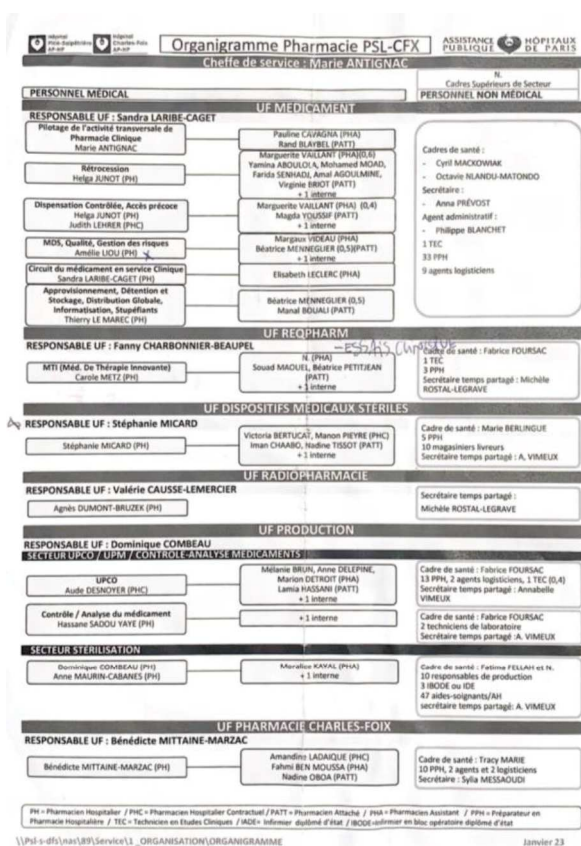 Hôpital
Pitié-Salpêtrière
AP-HP
Hôpital
Charles-Foix
AP-HP
Organigramme Pharmacie PSL-CFX
ASSISTANCE PUBLIQUE
HÔPITAUX DE PARIS
Cheffe de service : Marie ANTIGNAC
N.
Cadres Supérieurs de Secteur
PERSONNEL MÉDICAL
PERSONNEL NON MÉDICAL
UF MÉDICAMENT
RESPONSABLE UF : Sandra LARIBE-CAGET
Pilotage de l'activité transversale de
Pharmacie Clinique
Marie ANTIGNAC
Pauline CAVAGNA (PHA)
Rand BLAYBEL (PATT)
Rétrocession
Helga JUNOT (PH)
Marguerite VAILLANT (PHA)(0,6)
Yamina ABOULOLA, Mohamed MOAD,
Farida SENHADJ, Amal AGOULMINE,
Virginie BRIOT (PATT)
+ 1 interne
Dispensation Contrôlée, Accès précoce
Helga JUNOT (PH)
Judith LEHRER (PHC)
Marguerite VAILLANT (PHA) (0,4)
Magda YOUSSIF (PATT)
+ 1 interne
MDS, Qualité, Gestion des risques
Amélie LIOU (PH)
Margaux VIDEAU (PHA)
Béatrice MENNEGUER (0,5)(PATT)
+ 1 interne
Circuit du médicament en service Clinique
Sandra LARIBE-CAGET (PH)
Elisabeth LECLERC (PHA)
Approvisionnement, Détention et
Stockage, Distribution Globale,
Informatisation, Stupéfiants
Thierry LE MAREC (PH)
Béatrice MENNEGUER (0,5)
Manal BOUALI (PATT)
Cadres de santé :
- Cyril MACKOWIAK
- Octavie NLANDU-MATONDO
Secrétaire :
- Anna PRÉVOST
Agent administratif :
- Philippe BLANCHET
1 TEC
33 PPH
9 agents logisticiens
UF REQPHARM
RESPONSABLE UF : Fanny CHARBONNIER-BEAUPEL
- Essais
MTI (Méd. De Thérapie Innovante)
Carole METZ (PH)
N. (PHA)
Souad MAOUEL, Béatrice PETITJEAN
(PATT)
+ 1 interne
Cadre de santé : Fabrice FOURSAC
1 TEC
3 PPH
Secrétaire temps partagé : Michèle
ROSTAL-LEGRAVE
UF DISPOSITIFS MÉDICAUX STÉRILES
RESPONSABLE UF : Stéphanie MICARD
Stéphanie MICARD (PH)
Victoria BERTUCAT, Manon PIEYRE (PHC)
Iman CHAABO, Nadine TISSOT (PATT)
+ 1 interne
Cadre de santé : Marie BERLINGUE
5 PPH
10 magasiniers livreurs
Secrétaire temps partagé : A, VIMEUX
UF RADIOPHARMACIE
RESPONSABLE UF : Valérie CAUSSE-LEMERCIER
Agnès DUMONT-BRUZEK (PH)
Secrétaire temps partagé :
Michèle ROSTAL-LEGRAVE
UF PRODUCTION
RESPONSABLE UF : Dominique COMBEAU
SECTEUR UPCO / UPM / CONTRÔLE-ANALYSE MÉDICAMENTS
UPCO
Aude DESNOYER (PHC)
Mélanie BRUN, Anne DELEPINE,
Marion DETROIT (PHA)
Lamia HASSANI (PATT)
+ 1 interne
Cadre de santé : Fabrice FOURSAC
13 PPH, 2 agents logisticiens, 1 TEC (0,4)
Secrétaire temps partagé : Annabelle
VIMEUX
Contrôle / Analyse du médicament
Hassane SADOU YAYE (PH)
+ 1 interne
Cadre de santé : Fabrice FOURSAC
2 techniciens de laboratoire
Secrétaire temps partagé :A. VIMEUX
SECTEUR STÉRILISATION
Dominique COMBEAU (PH)
Anne MAURIN-CABANES (PH)
Moralice KAYAL (PHA)
+ 1 interne
Cadre de santé : Fatima FELLAH et N.
10 responsables de production
3 IBODE ou IDE
47 aides-soignants/AH
secrétaire temps partagé: A. VIMEUX
UF PHARMACIE CHARLES-FOIX
RESPONSABLE UF : Bénédicte MITTAINE-MARZAC
Bénédicte MITTAINE-MARZAC (PH)
Amandine LADAIQUE (PHC)
Fahmi BEN MOUSSA (PHA)
Nadine OBOA (PATT)
Cadre de santé : Tracy MARIE
10 PPH, 2 agents et 2 logisticiens
Secrétaire : Sylia MESSAOUDI
PH = Pharmacien Hospitalier / PHC = Pharmacien Hospitalier Contractuel / PATT = Pharmacien Attaché / PHA = Pharmacien Assistant / PPH = Préparateur en
Pharmacie Hospitalière / TEC = Technicien en Etudes Cliniques / IADE= Infirmier diplômé d'état / IBODE=infirmier en bloc opératoire diplômé d'état
\\Psl-s-dfs\nas\89\Service\1_ORGANISATION\ORGANIGRAMME
Janvier 23